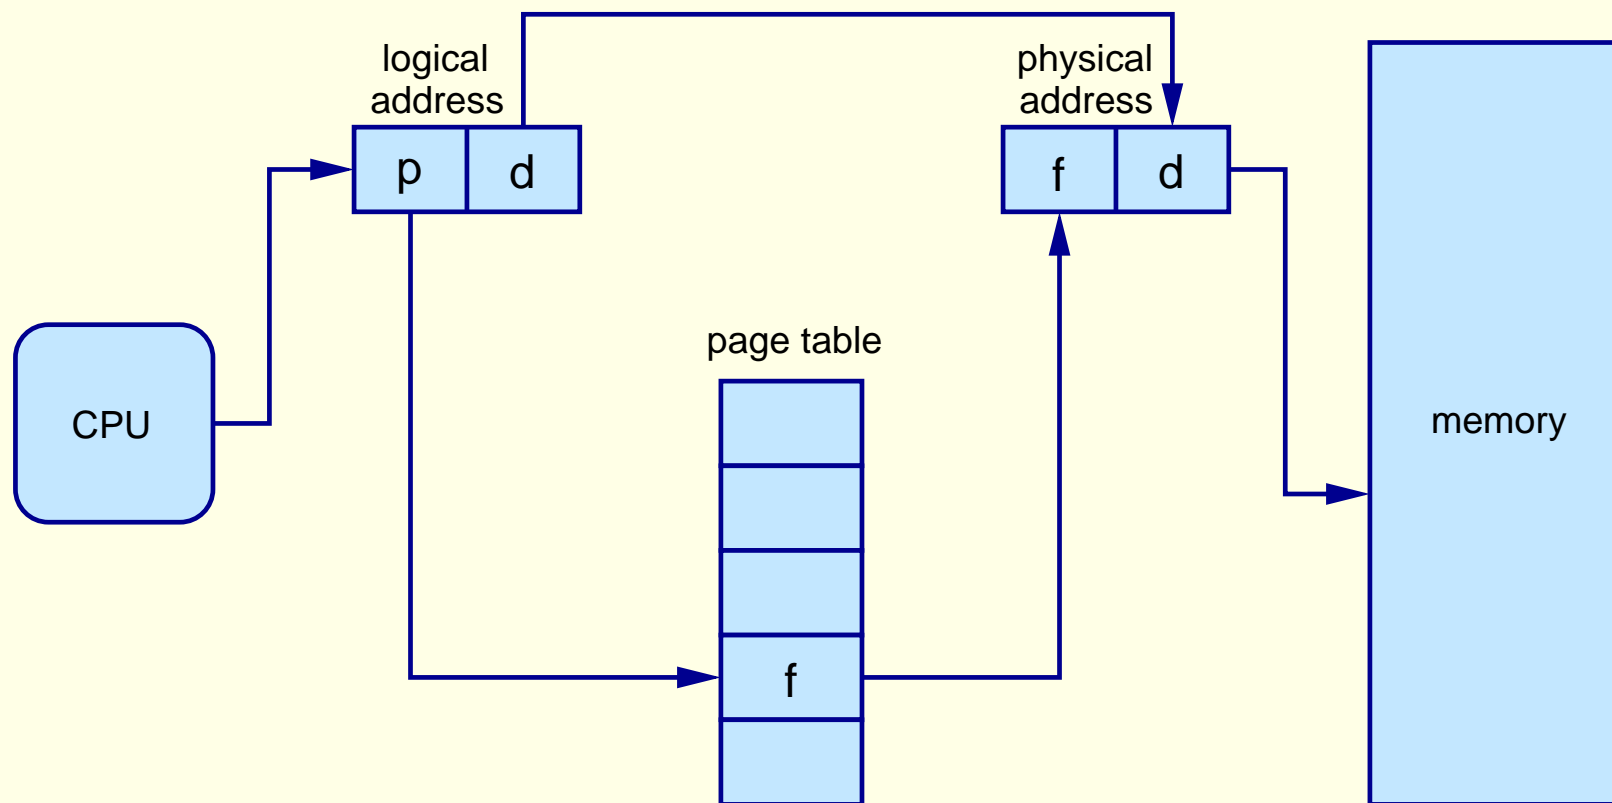 logical
address
physical
address
p
d
f
d
page table
CPU
memory
f